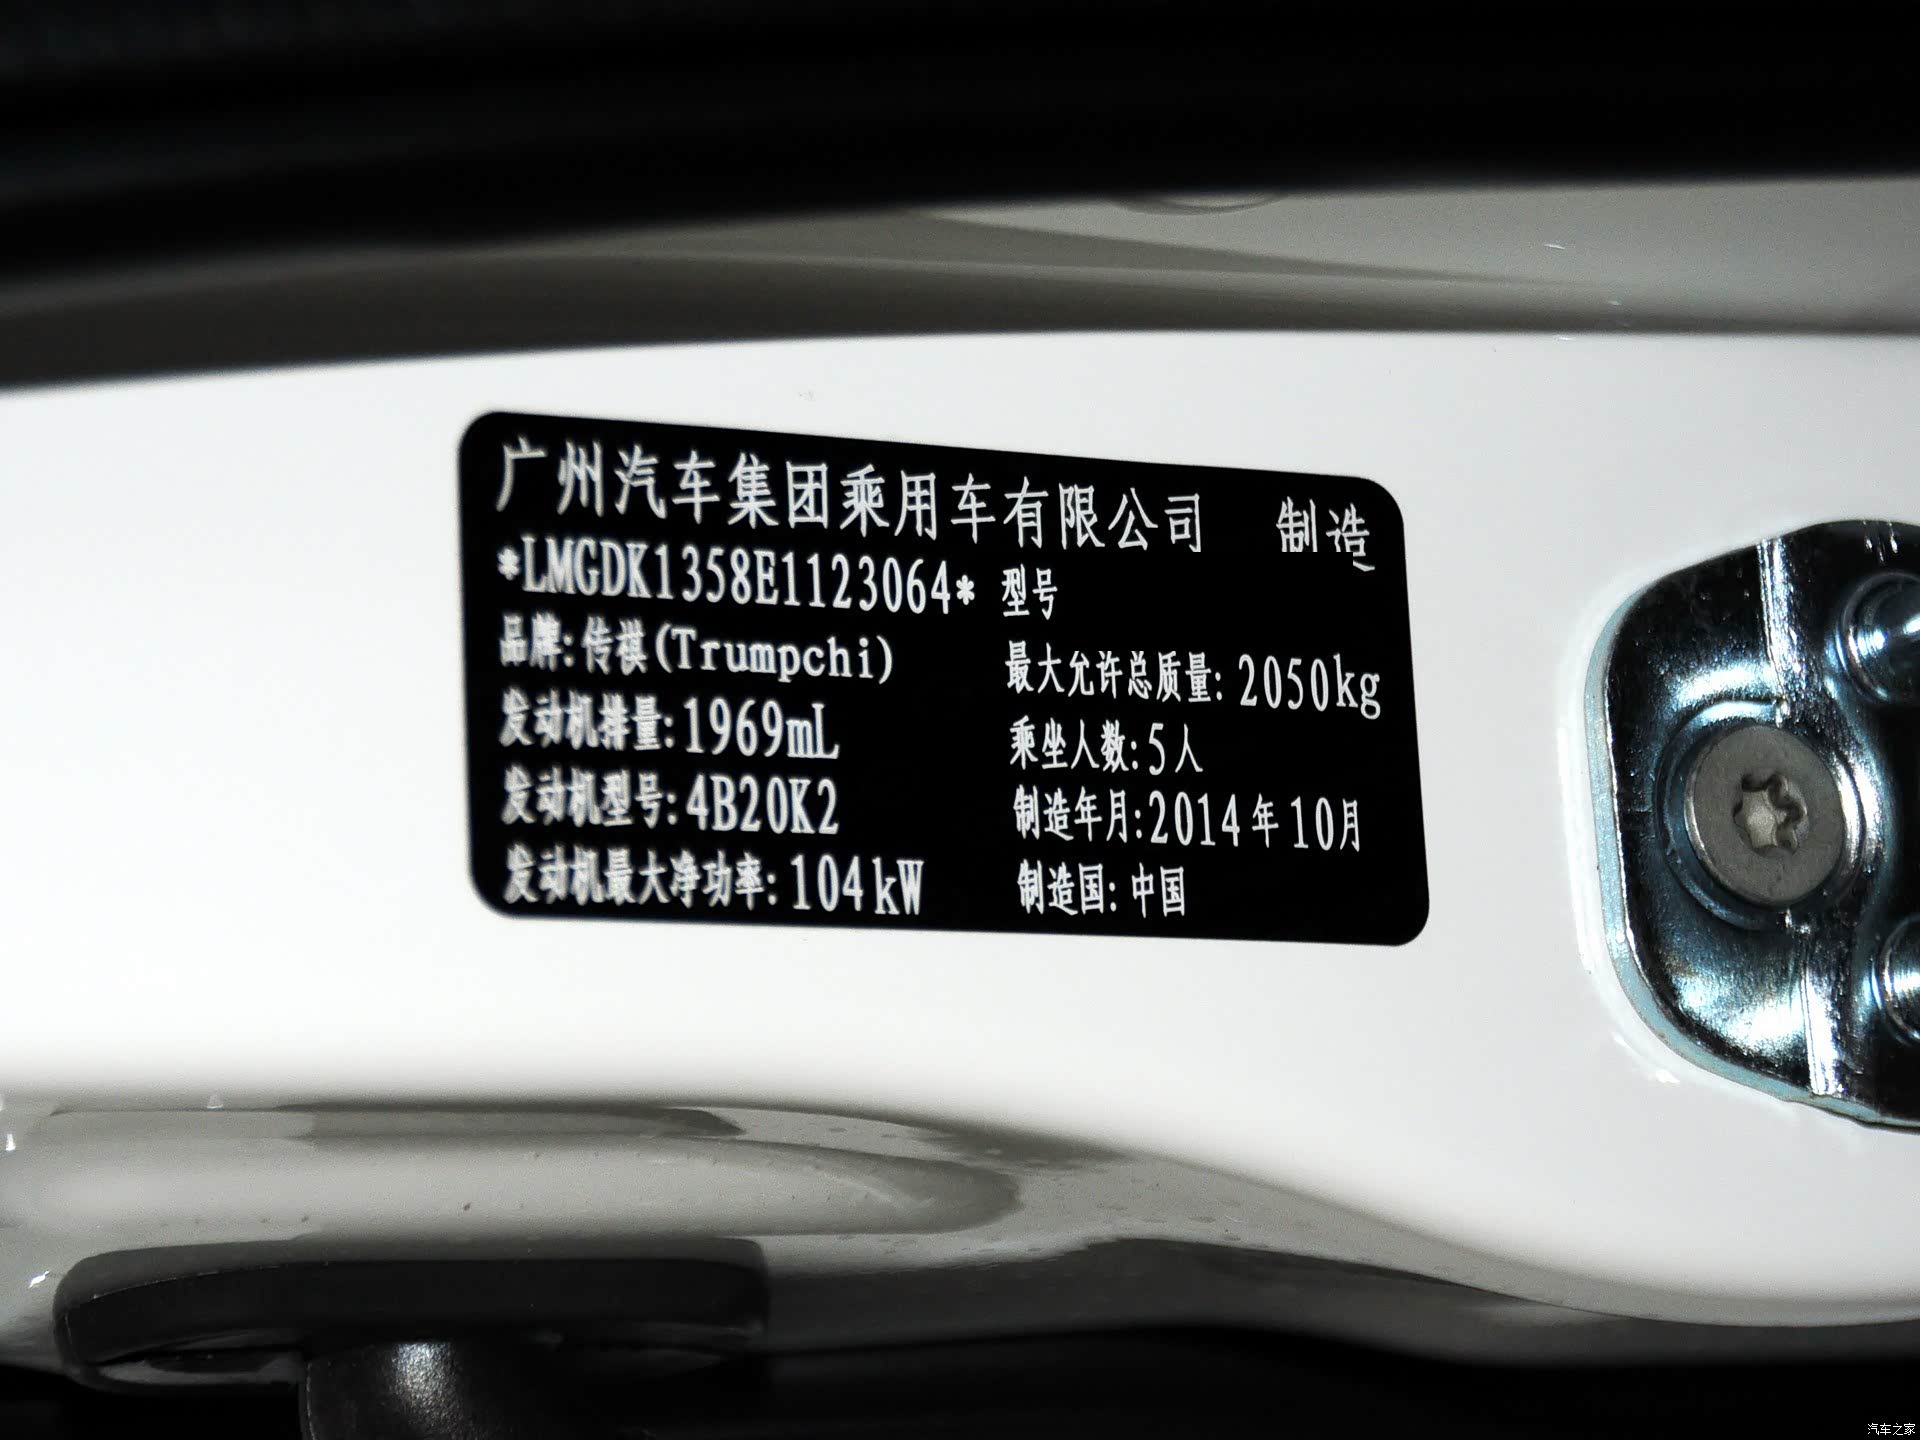 广州汽车集团乘用车有限公司 制造
*LMGDK1358E1123064* 型号
品牌:传祺(Trumpchi) 最大允许总质量: 2050kg
发动机排量:1969mL 乘坐人数:5人
发动机型号:4B20K2 制造年月:2014年10月
发动机最大净功率:104kW 制造国: 中国
汽车之家